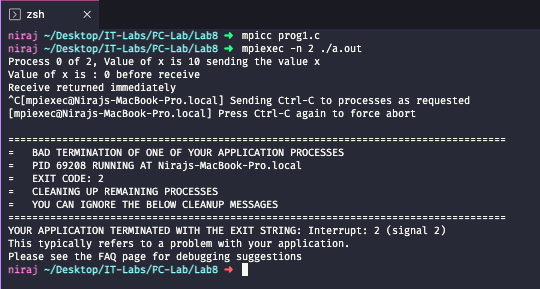 zsh
niraj ~/Desktop/IT-Labs/PC-Lab/Lab8 ➜ mpicc prog1.c
niraj ~/Desktop/IT-Labs/PC-Lab/Lab8 ➜ mpiexec -n 2 ./a.out
Process 0 of 2, Value of x is 10 sending the value x
Value of x is : 0 before receive
Receive returned immediately
^C[mpiexec@Nirajs-MacBook-Pro.local] Sending Ctrl-C to processes as requested
[mpiexec@Nirajs-MacBook-Pro.local] Press Ctrl-C again to force abort
===================================================================================
= BAD TERMINATION OF ONE OF YOUR APPLICATION PROCESSES
= PID 69208 RUNNING AT Nirajs-MacBook-Pro.local
= EXIT CODE: 2
= CLEANING UP REMAINING PROCESSES
= YOU CAN IGNORE THE BELOW CLEANUP MESSAGES
===================================================================================
YOUR APPLICATION TERMINATED WITH THE EXIT STRING: Interrupt: 2 (signal 2)
This typically refers to a problem with your application.
Please see the FAQ page for debugging suggestions
niraj ~/Desktop/IT-Labs/PC-Lab/Lab8 ➜